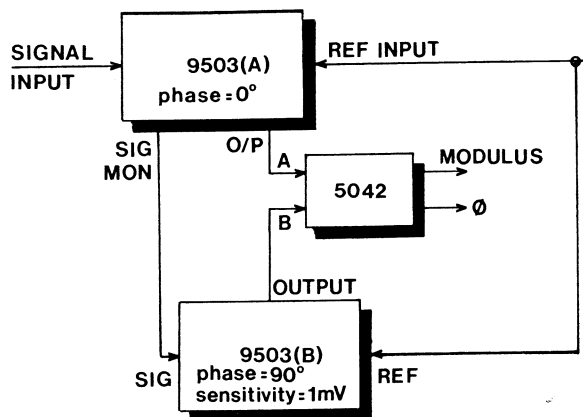 SIGNAL
INPUT
9503(A)
phase=0°
REF INPUT
SIG
MON
O/P
A
B
5042
MODULUS
Ø
OUTPUT
9503(B)
phase=90°
sensitivity=1mV
SIG
REF